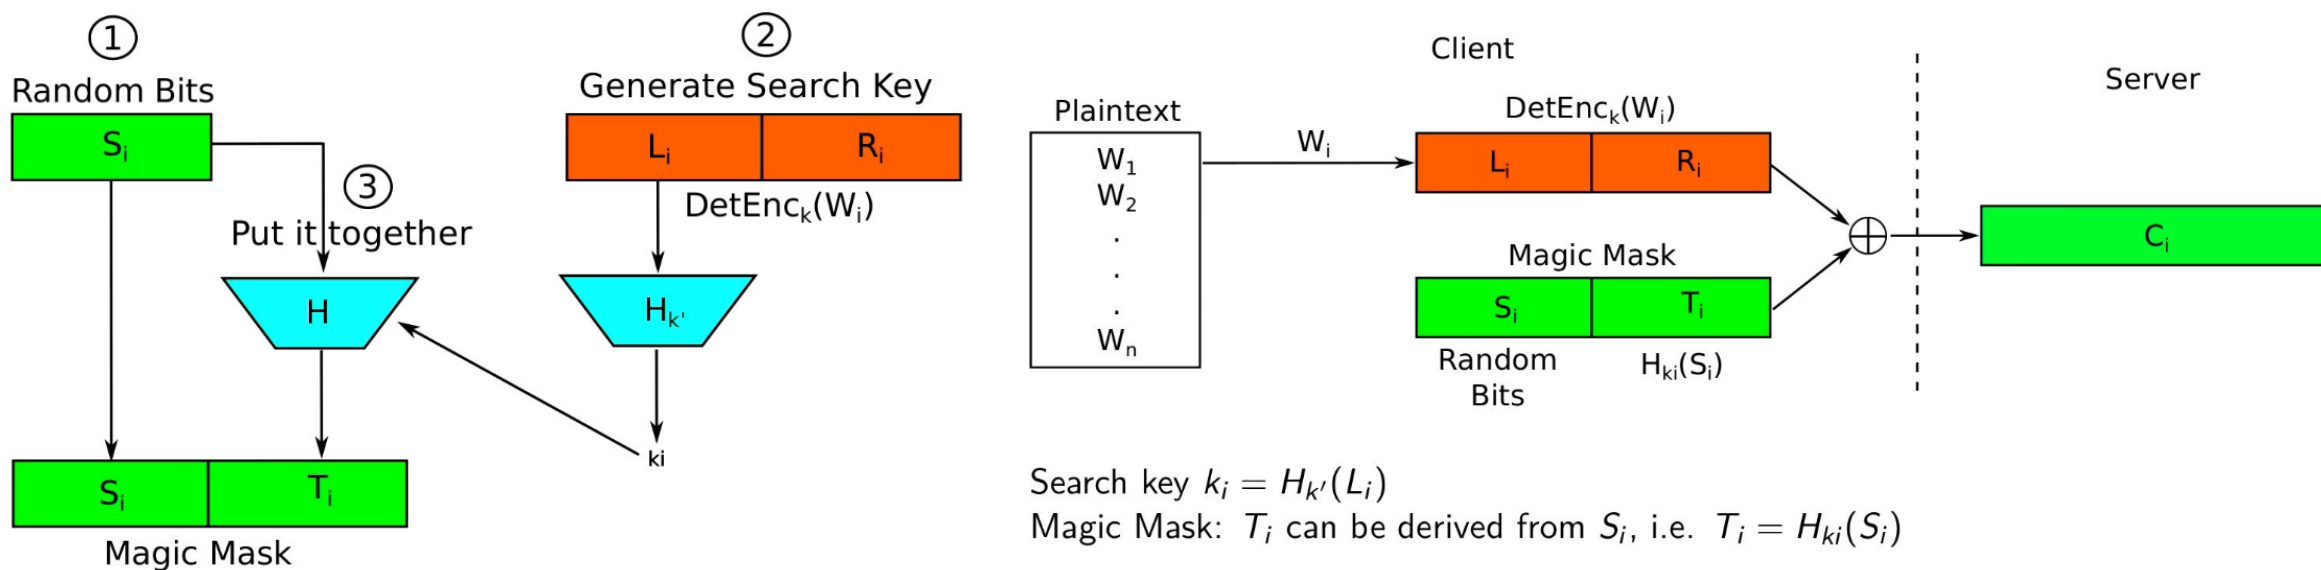 ①
Random Bits
Sᵢ
③
Put it together
H
Sᵢ Tᵢ
Magic Mask
②
Generate Search Key
Lᵢ Rᵢ
DetEncₖ(Wᵢ)
Hₖ'
ki
Client
Server
Plaintext
W₁
W₂
.
.
.
Wₙ
Wᵢ
DetEncₖ(Wᵢ)
Lᵢ Rᵢ
Magic Mask
Sᵢ Tᵢ
Random
Bits
Hₖᵢ(Sᵢ)
⊕
Cᵢ
Search key kᵢ = Hₖ′(Lᵢ)
Magic Mask: Tᵢ can be derived from Sᵢ, i.e. Tᵢ = Hₖᵢ(Sᵢ)